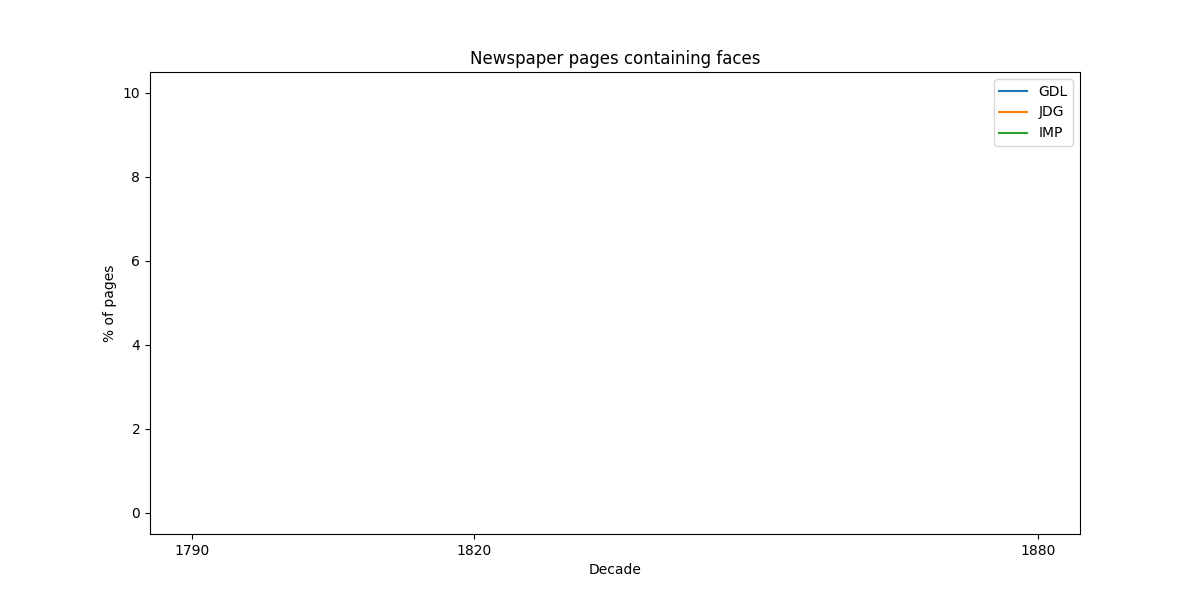 Newspaper pages containing faces
GDL
JDG
IMP
10
8
6
4
2
0
% of pages
1790 1820 1880
Decade